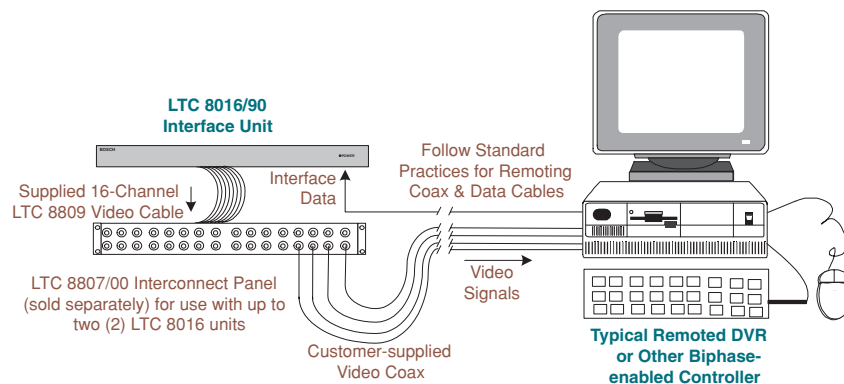 LTC 8016/90
Interface Unit
BOSCH
POWER
Supplied 16-Channel
LTC 8809 Video Cable
Interface
Data
Follow Standard
Practices for Remoting
Coax & Data Cables
LTC 8807/00 Interconnect Panel
(sold separately) for use with up to
two (2) LTC 8016 units
Video
Signals
Customer-supplied
Video Coax
Typical Remoted DVR
or Other Biphase-
enabled Controller